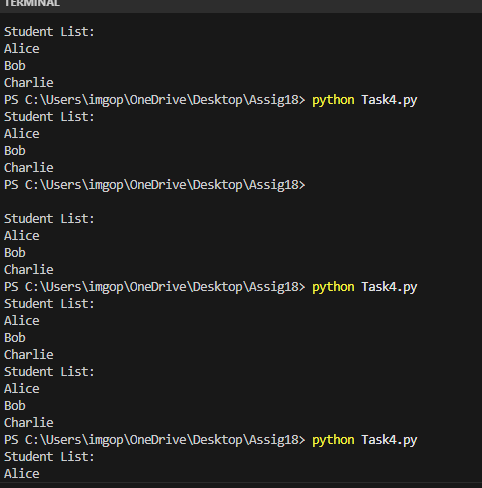 TERMINAL
Student List:
Alice
Bob
Charlie
PS C:\Users\imgop\OneDrive\Desktop\Assig18> python Task4.py
Student List:
Alice
Bob
Charlie
PS C:\Users\imgop\OneDrive\Desktop\Assig18>
Student List:
Alice
Bob
Charlie
PS C:\Users\imgop\OneDrive\Desktop\Assig18> python Task4.py
Student List:
Alice
Bob
Charlie
Student List:
Alice
Bob
Charlie
PS C:\Users\imgop\OneDrive\Desktop\Assig18> python Task4.py
Student List:
Alice